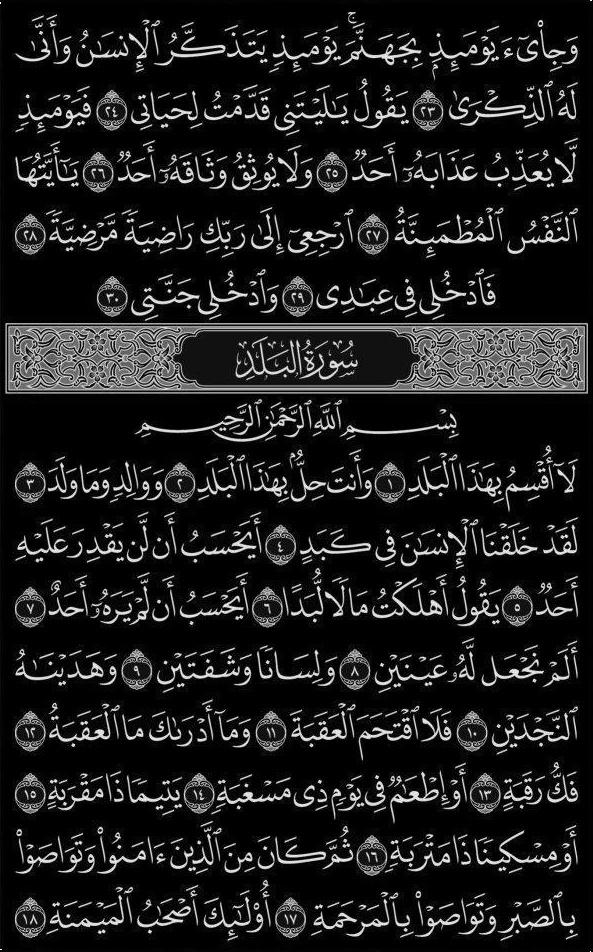 وَجِاْىٓءَ يَوْمَئِذِۭ بِجَهَنَّمَۚ يَوْمَئِذٍ يَتَذَكَّرُ ٱلْإِنسَٰنُ وَأَنَّىٰ
لَهُ ٱلذِّكْرَىٰ ٢٣ يَقُولُ يَٰلَيْتَنِى قَدَّمْتُ لِحَيَاتِى ٢٤ فَيَوْمَئِذٍ
لَّا يُعَذِّبُ عَذَابَهُۥٓ أَحَدٌ ٢٥ وَلَا يُوثِقُ وَثَاقَهُۥٓ أَحَدٌ ٢٦ يَٰٓأَيَّتُهَا
ٱلنَّفْسُ ٱلْمُطْمَئِنَّةُ ٢٧ ٱرْجِعِىٓ إِلَىٰ رَبِّكِ رَاضِيَةً مَّرْضِيَّةً ٢٨
فَٱدْخُلِى فِى عِبَٰدِى ٢٩ وَٱدْخُلِى جَنَّتِى ٣٠
سُورَةُ البَلَدِ
بِسْمِ ٱللَّهِ ٱلرَّحْمَٰنِ ٱلرَّحِيمِ
لَآ أُقْسِمُ بِهَٰذَا ٱلْبَلَدِ ١ وَأَنتَ حِلٌّۢ بِهَٰذَا ٱلْبَلَدِ ٢ وَوَالِدٍ وَمَا وَلَدَ ٣
لَقَدْ خَلَقْنَا ٱلْإِنسَٰنَ فِى كَبَدٍ ٤ أَيَحْسَبُ أَن لَّن يَقْدِرَ عَلَيْهِ
أَحَدٌ ٥ يَقُولُ أَهْلَكْتُ مَالًا لُّبَدًا ٦ أَيَحْسَبُ أَن لَّمْ يَرَهُۥٓ أَحَدٌ ٧
أَلَمْ نَجْعَل لَّهُۥ عَيْنَيْنِ ٨ وَلِسَانًا وَشَفَتَيْنِ ٩ وَهَدَيْنَٰهُ
ٱلنَّجْدَيْنِ ١٠ فَلَا ٱقْتَحَمَ ٱلْعَقَبَةَ ١١ وَمَآ أَدْرَىٰكَ مَا ٱلْعَقَبَةُ ١٢
فَكُّ رَقَبَةٍ ١٣ أَوْ إِطْعَٰمٌ فِى يَوْمٍ ذِى مَسْغَبَةٍ ١٤ يَتِيمًا ذَا مَقْرَبَةٍ ١٥
أَوْ مِسْكِينًا ذَا مَتْرَبَةٍ ١٦ ثُمَّ كَانَ مِنَ ٱلَّذِينَ ءَامَنُوا۟ وَتَوَاصَوْا۟
بِٱلصَّبْرِ وَتَوَاصَوْا۟ بِٱلْمَرْحَمَةِ ١٧ أُو۟لَٰٓئِكَ أَصْحَٰبُ ٱلْمَيْمَنَةِ ١٨